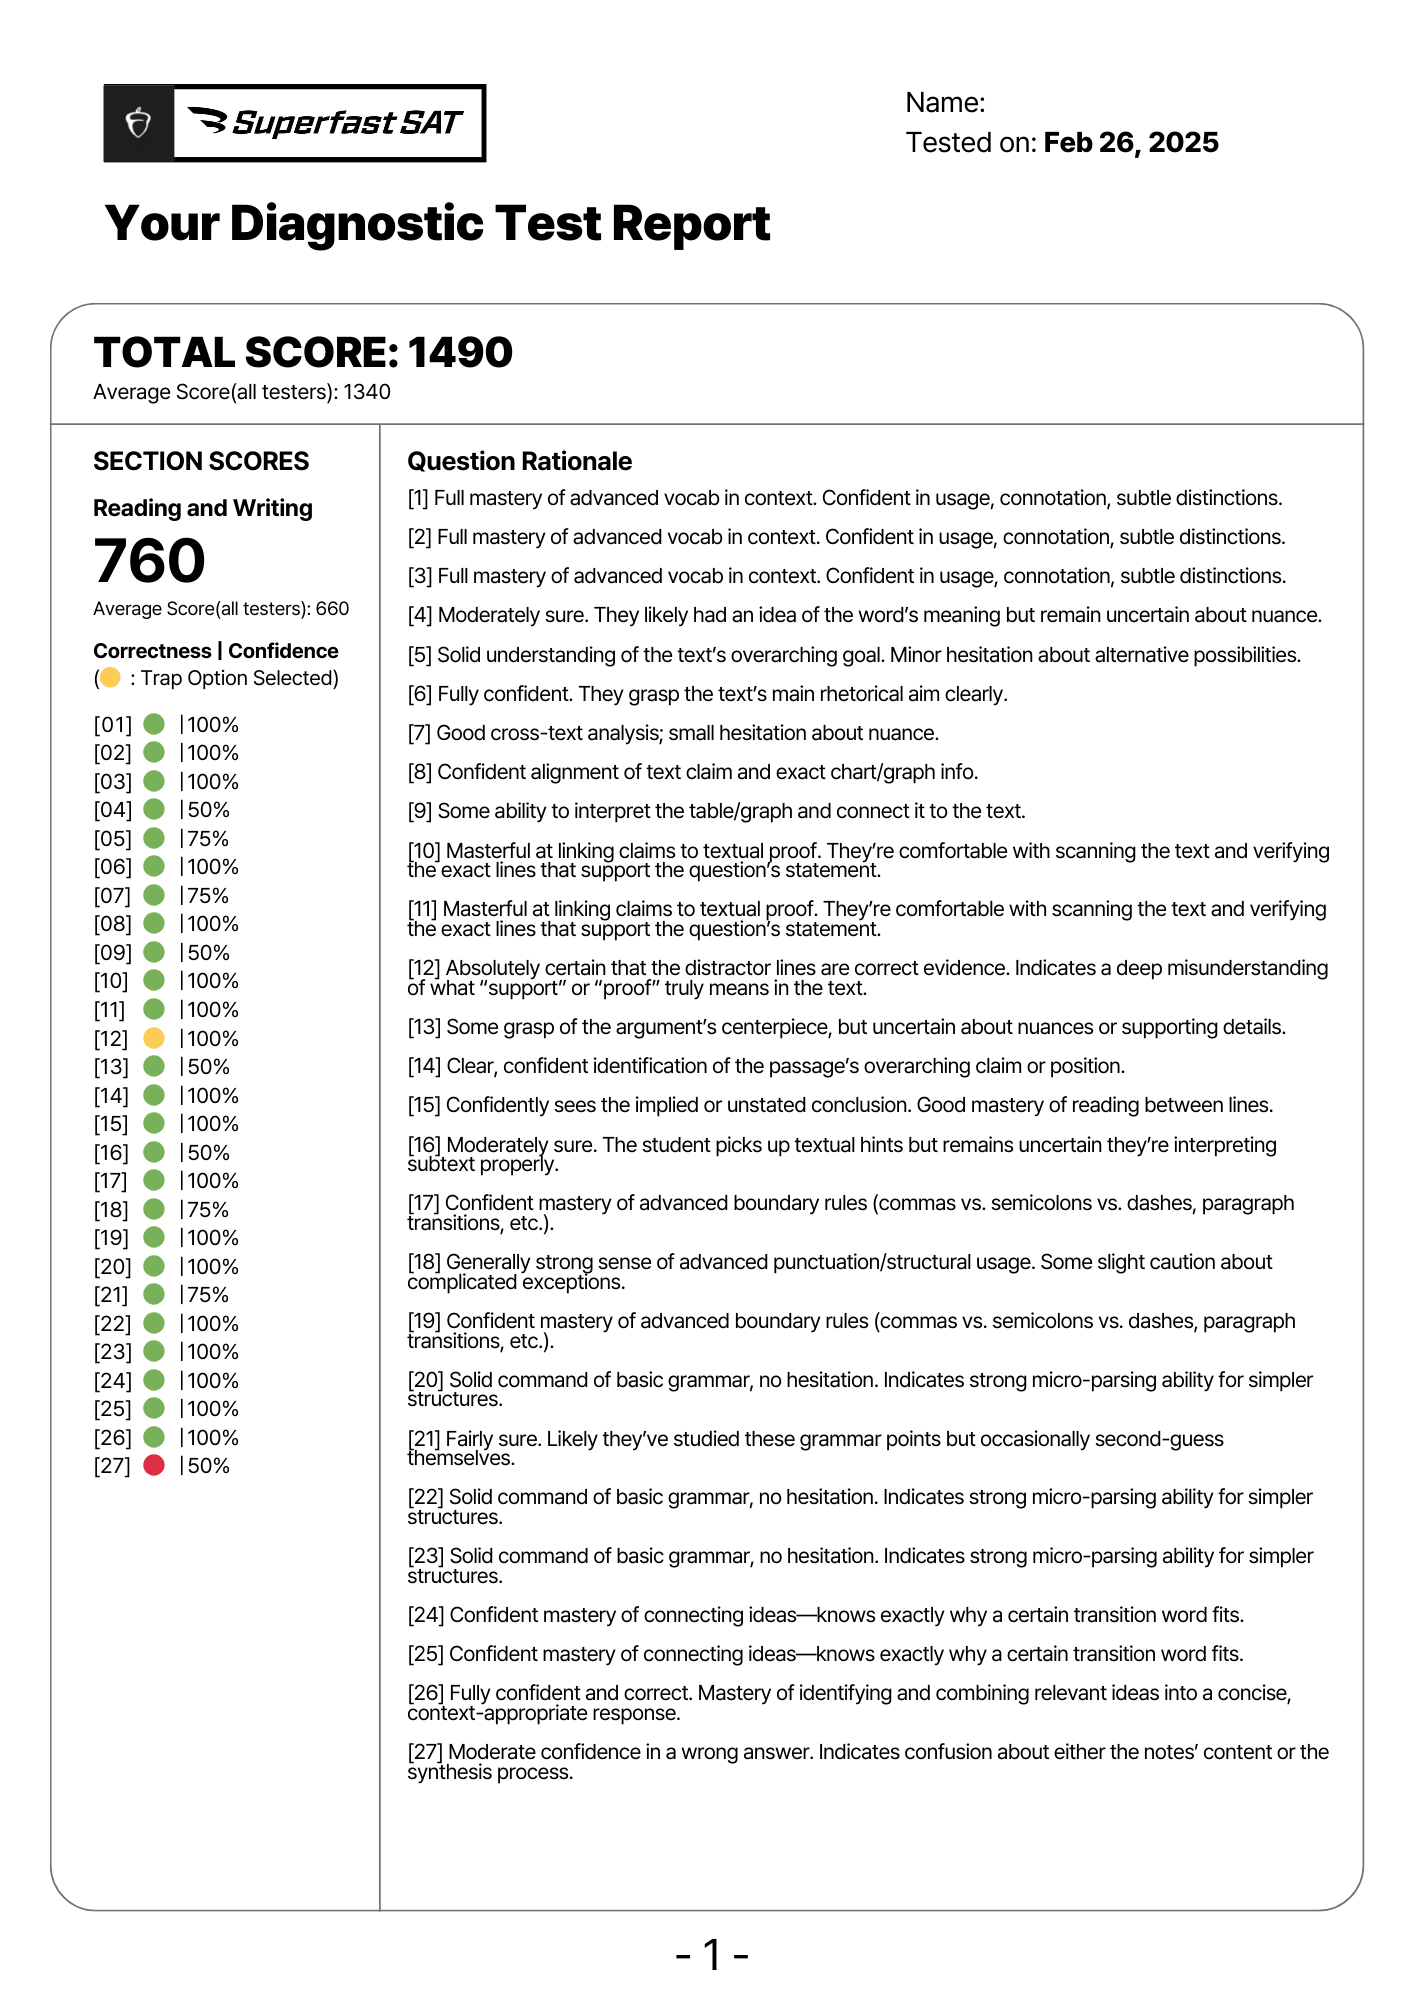 Superfast SAT
Name:
Tested on: Feb 26, 2025
Your Diagnostic Test Report
TOTAL SCORE: 1490
Average Score(all testers): 1340
SECTION SCORES
Reading and Writing
760
Average Score(all testers): 660
Correctness | Confidence
( : Trap Option Selected)
[01] |100%
[02] |100%
[03] |100%
[04] |50%
[05] |75%
[06] |100%
[07] |75%
[08] |100%
[09] |50%
[10] |100%
[11] |100%
[12] |100%
[13] |50%
[14] |100%
[15] |100%
[16] |50%
[17] |100%
[18] |75%
[19] |100%
[20] |100%
[21] |75%
[22] |100%
[23] |100%
[24] |100%
[25] |100%
[26] |100%
[27] |50%
Question Rationale
[1] Full mastery of advanced vocab in context. Confident in usage, connotation, subtle distinctions.
[2] Full mastery of advanced vocab in context. Confident in usage, connotation, subtle distinctions.
[3] Full mastery of advanced vocab in context. Confident in usage, connotation, subtle distinctions.
[4] Moderately sure. They likely had an idea of the word’s meaning but remain uncertain about nuance.
[5] Solid understanding of the text’s overarching goal. Minor hesitation about alternative possibilities.
[6] Fully confident. They grasp the text’s main rhetorical aim clearly.
[7] Good cross-text analysis; small hesitation about nuance.
[8] Confident alignment of text claim and exact chart/graph info.
[9] Some ability to interpret the table/graph and connect it to the text.
[10] Masterful at linking claims to textual proof. They’re comfortable with scanning the text and verifying
the exact lines that support the question’s statement.
[11] Masterful at linking claims to textual proof. They’re comfortable with scanning the text and verifying
the exact lines that support the question’s statement.
[12] Absolutely certain that the distractor lines are correct evidence. Indicates a deep misunderstanding
of what “support” or “proof” truly means in the text.
[13] Some grasp of the argument’s centerpiece, but uncertain about nuances or supporting details.
[14] Clear, confident identification of the passage’s overarching claim or position.
[15] Confidently sees the implied or unstated conclusion. Good mastery of reading between lines.
[16] Moderately sure. The student picks up textual hints but remains uncertain they’re interpreting
subtext properly.
[17] Confident mastery of advanced boundary rules (commas vs. semicolons vs. dashes, paragraph
transitions, etc.).
[18] Generally strong sense of advanced punctuation/structural usage. Some slight caution about
complicated exceptions.
[19] Confident mastery of advanced boundary rules (commas vs. semicolons vs. dashes, paragraph
transitions, etc.).
[20] Solid command of basic grammar, no hesitation. Indicates strong micro-parsing ability for simpler
structures.
[21] Fairly sure. Likely they’ve studied these grammar points but occasionally second-guess
themselves.
[22] Solid command of basic grammar, no hesitation. Indicates strong micro-parsing ability for simpler
structures.
[23] Solid command of basic grammar, no hesitation. Indicates strong micro-parsing ability for simpler
structures.
[24] Confident mastery of connecting ideas—knows exactly why a certain transition word fits.
[25] Confident mastery of connecting ideas—knows exactly why a certain transition word fits.
[26] Fully confident and correct. Mastery of identifying and combining relevant ideas into a concise,
context-appropriate response.
[27] Moderate confidence in a wrong answer. Indicates confusion about either the notes’ content or the
synthesis process.
- 1 -